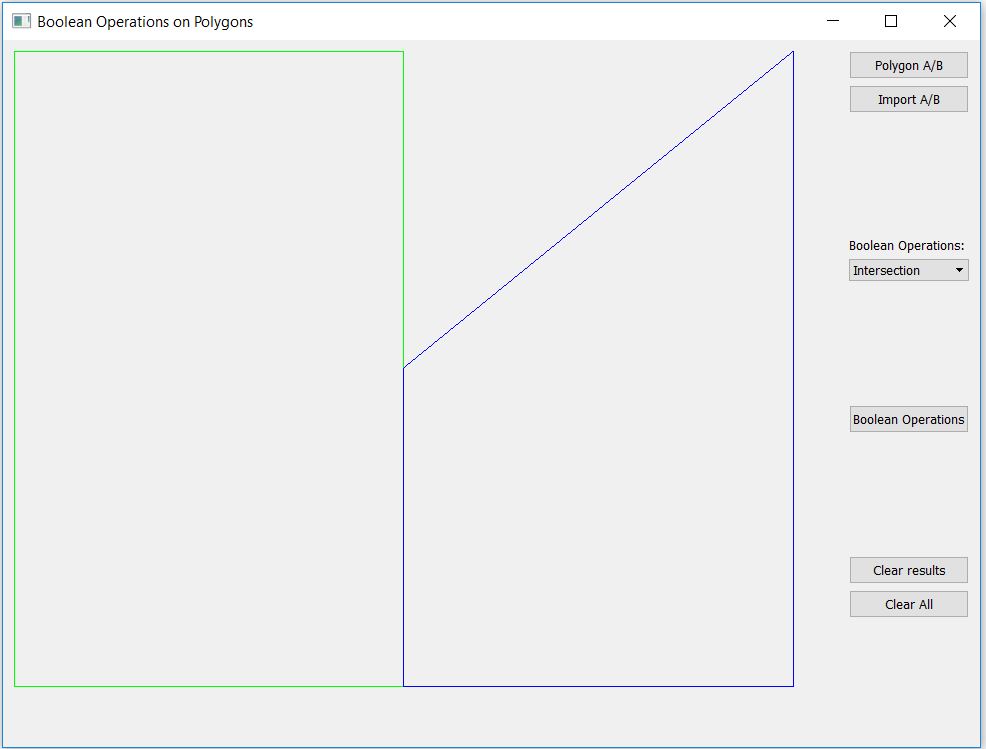 Boolean Operations on Polygons
Polygon A/B
Import A/B
Boolean Operations:
Intersection
Boolean Operations
Clear results
Clear All